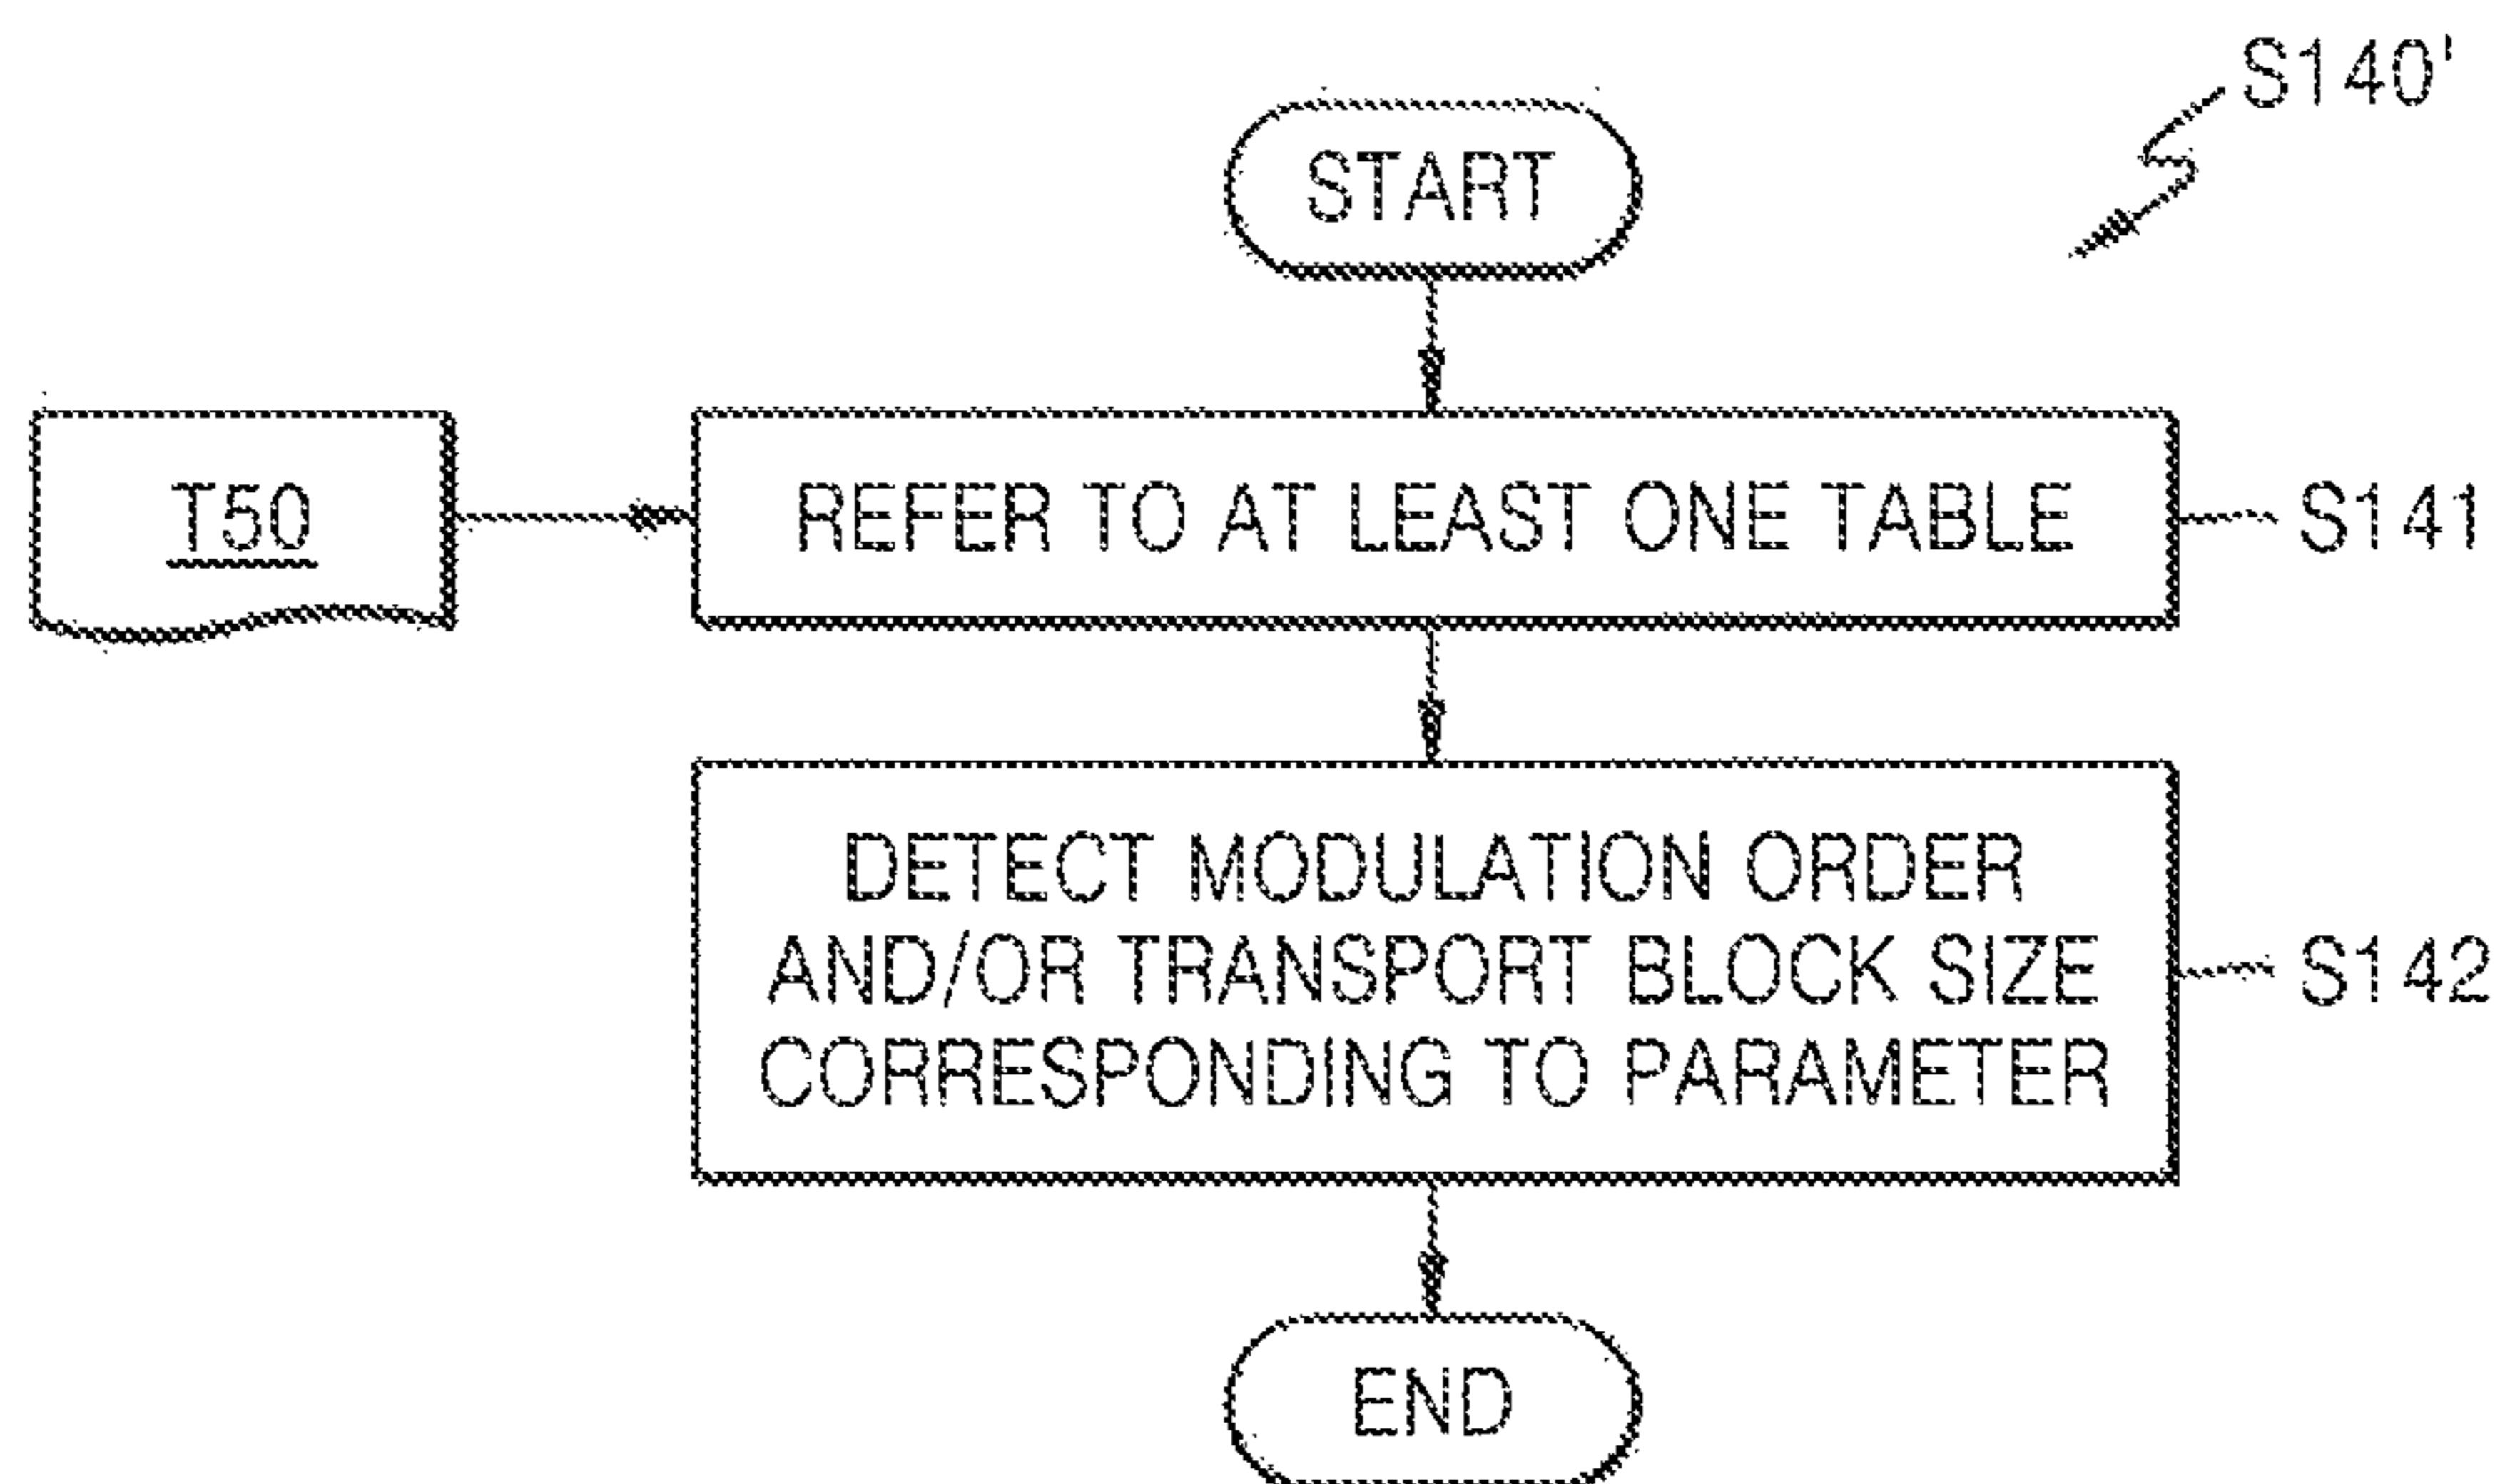 S140'
START
T50
REFER TO AT LEAST ONE TABLE
S141
DETECT MODULATION ORDER
AND/OR TRANSPORT BLOCK SIZE
CORRESPONDING TO PARAMETER
S142
END